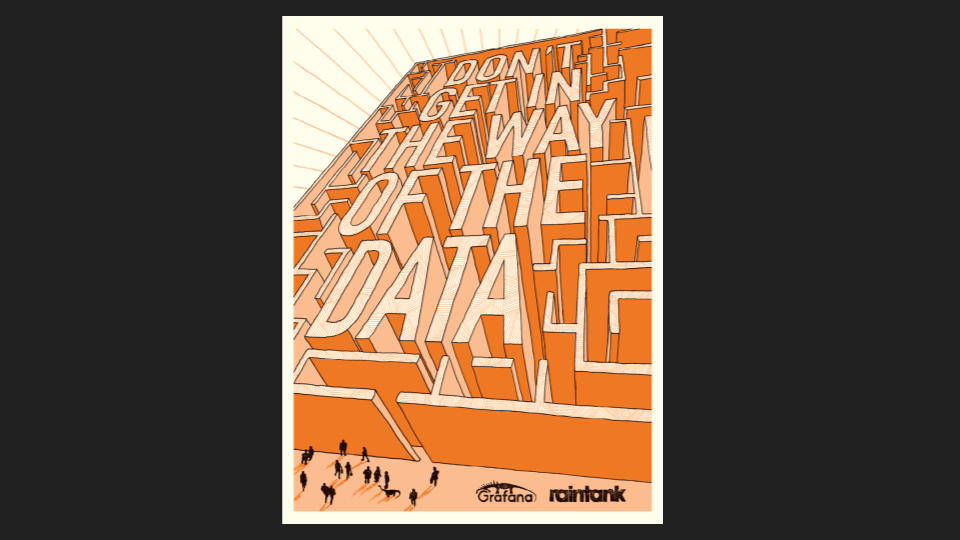 DON'T
GET IN
THE WAY
OF THE
DATA
Grafana
raintank